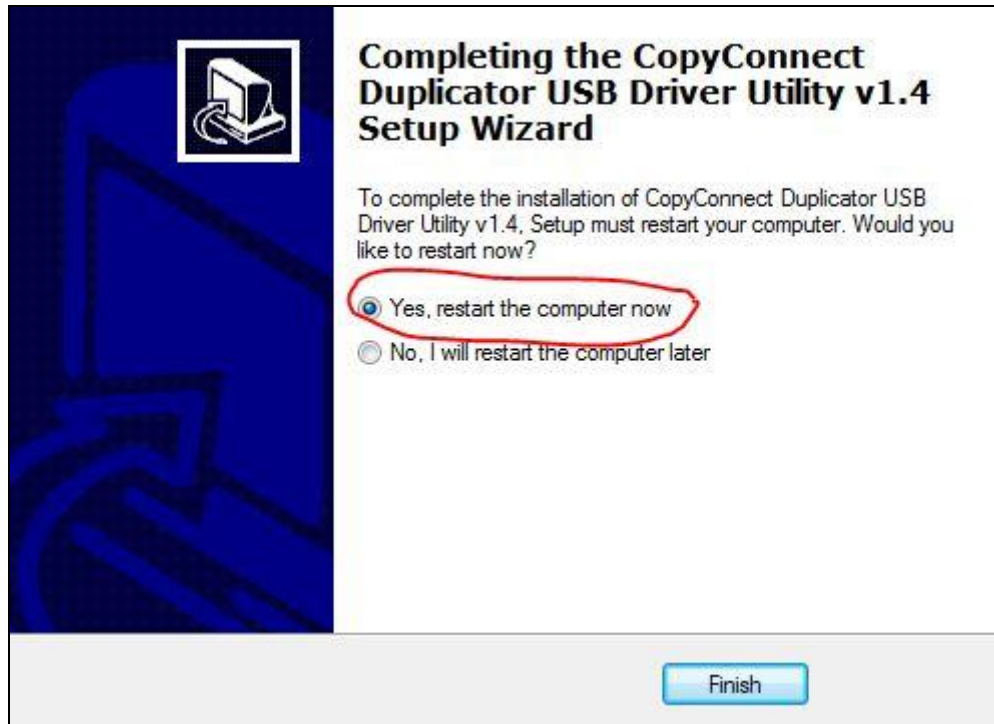 Completing the CopyConnect
Duplicator USB Driver Utility v1.4
Setup Wizard
To complete the installation of CopyConnect Duplicator USB
Driver Utility v1.4, Setup must restart your computer. Would you
like to restart now?
Yes, restart the computer now
No, I will restart the computer later
Finish